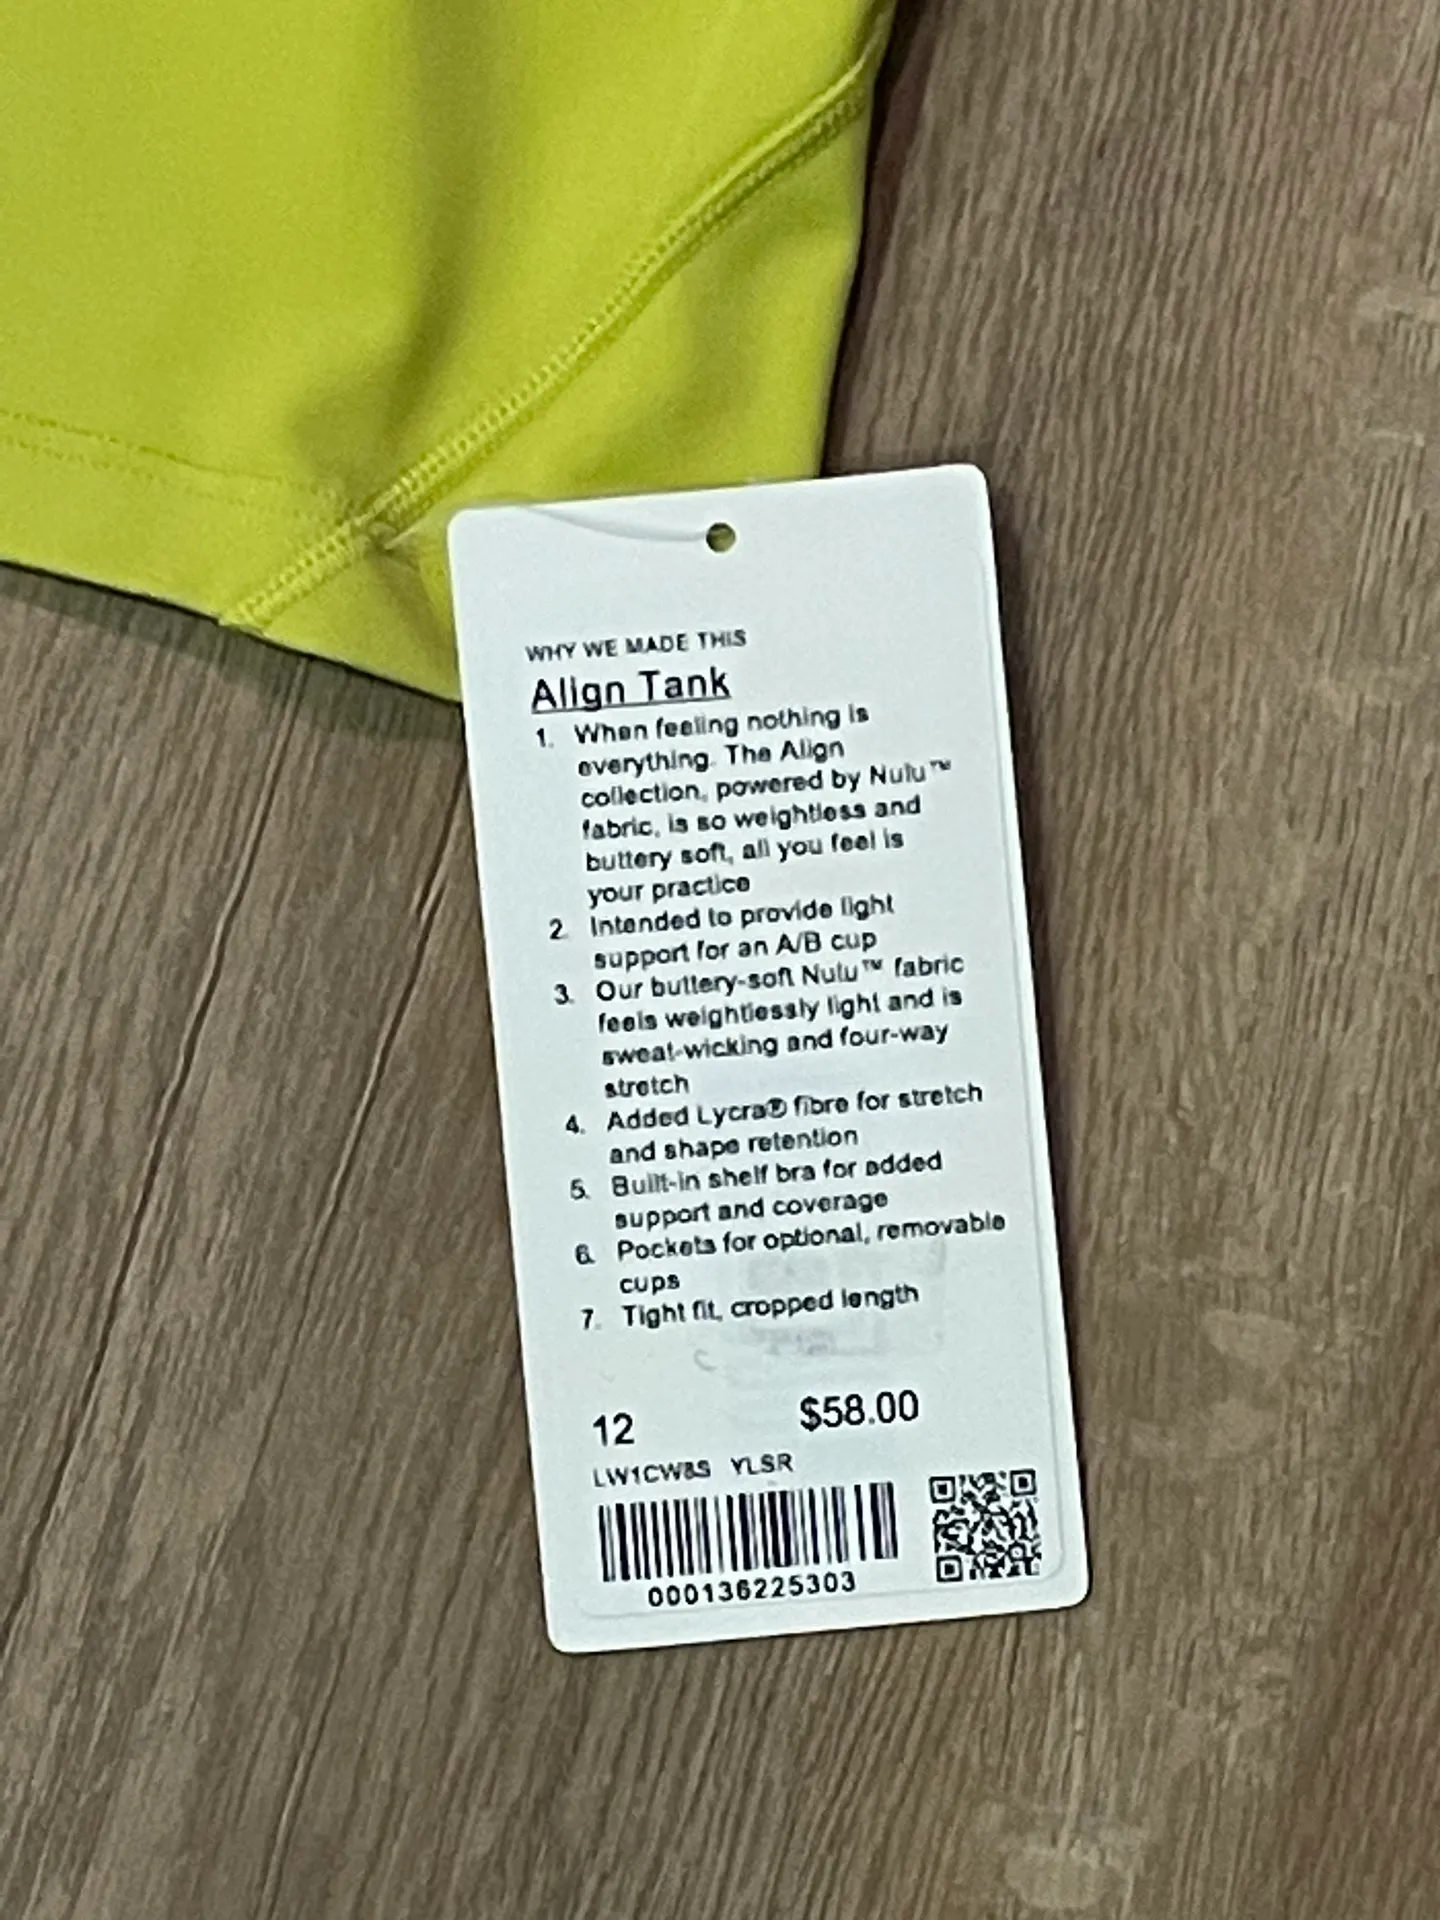 WHY WE MADE THIS
Align Tank
1. When feeling nothing is
everything. The Align
collection, powered by Nulu™
fabric, is so weightless and
buttery soft, all you feel is
your practice
2. Intended to provide light
support for an A/B cup
3. Our buttery-soft Nulu™ fabric
feels weightlessly light and is
sweat-wicking and four-way
stretch
4. Added Lycra® fibre for stretch
and shape retention
5. Built-in shelf bra for added
support and coverage
6. Pockets for optional, removable
cups
7. Tight fit, cropped length
12 $58.00
LW1CW8S YLSR
000136225303